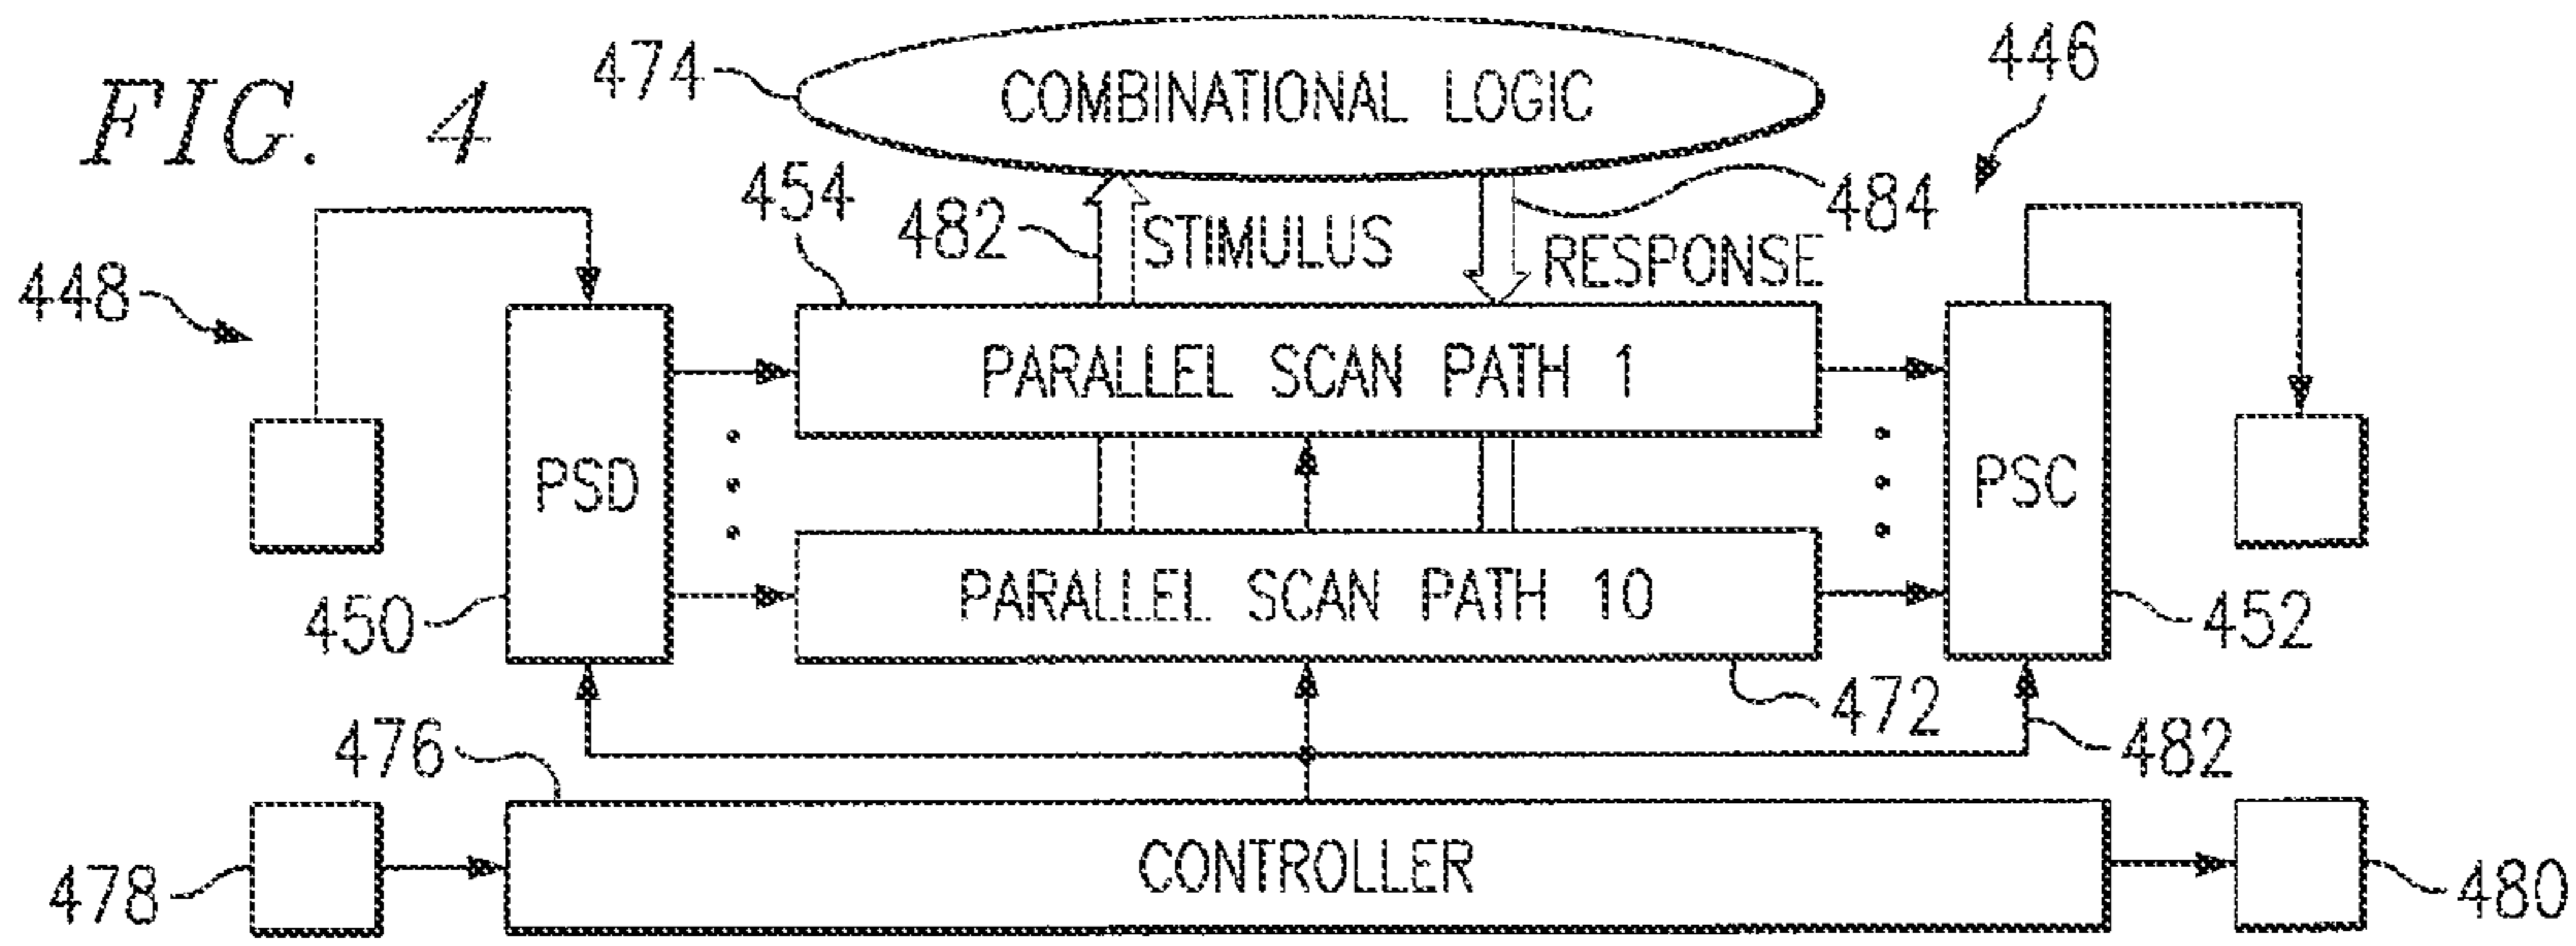 FIG. 4
474
COMBINATIONAL LOGIC
446
454
482
STIMULUS
484
RESPONSE
448
PARALLEL SCAN PATH 1
PSD
PSC
PARALLEL SCAN PATH 10
450
452
472
476
482
CONTROLLER
478
480